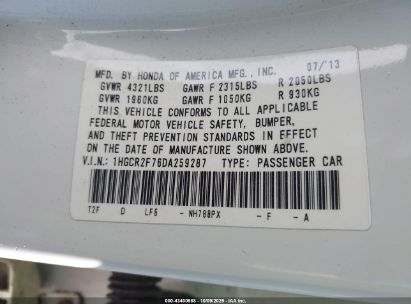 MFD. BY HONDA OF AMERICA MFG., INC. 07/13
GVWR 4321LBS GAWR F 2315LBS R 2050LBS
GVWR 1960KG GAWR F 1050KG R 930KG
THIS VEHICLE CONFORMS TO ALL APPLICABLE
FEDERAL MOTOR VEHICLE SAFETY, BUMPER,
AND THEFT PREVENTION STANDARDS IN EFFECT
ON THE DATE OF MANUFACTURE SHOWN ABOVE.
V.I.N.: 1HGCR2F76DA259287 TYPE: PASSENGER CAR
T2F D LF6 -NH788PX -F -A